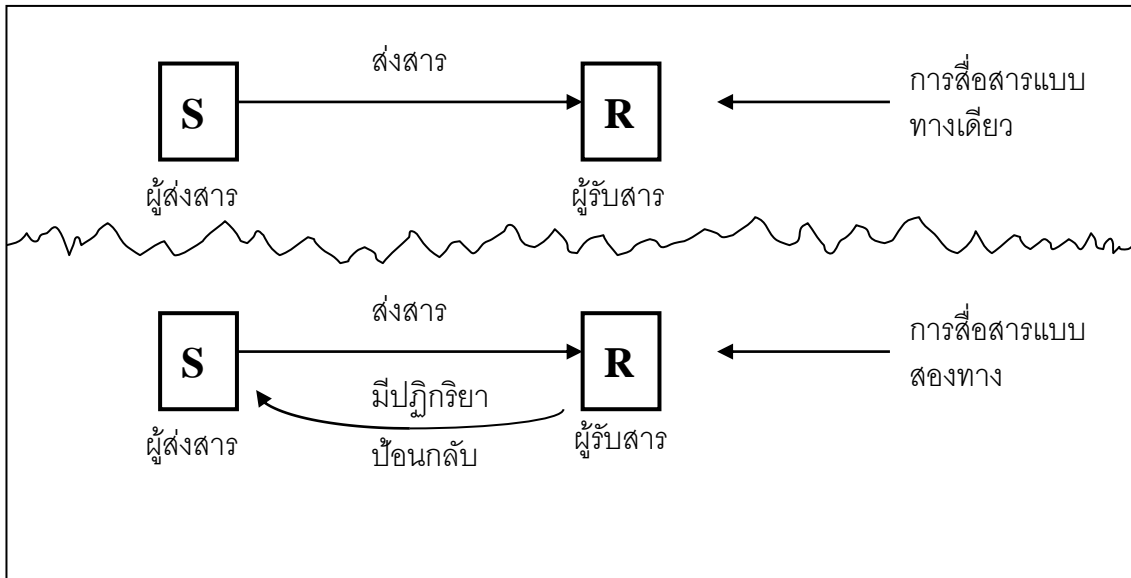 ส่งสาร
S
R
การสื่อสารแบบ
ทางเดียว
ผู้ส่งสาร
ผู้รับสาร
ส่งสาร
S
R
การสื่อสารแบบ
สองทาง
มีปฏิกริยา
ป้อนกลับ
ผู้ส่งสาร
ผู้รับสาร